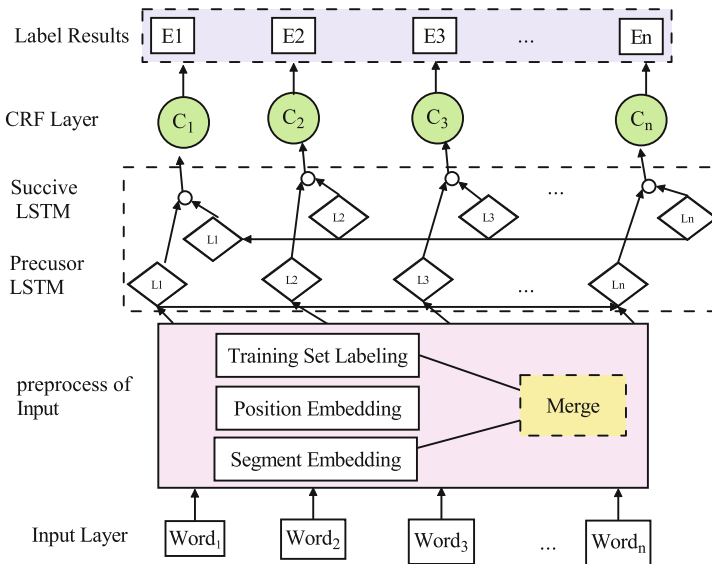 Label Results E1 E2 E3 ... En
CRF Layer C1 C2 C3 Cn
Succive
LSTM
...
L1 L2 L3 Ln
Precusor
LSTM
L1 L2 L3 ... Ln
Training Set Labeling
preprocess of
Input
Position Embedding
Merge
Segment Embedding
Input Layer Word1 Word2 Word3 ... Wordn